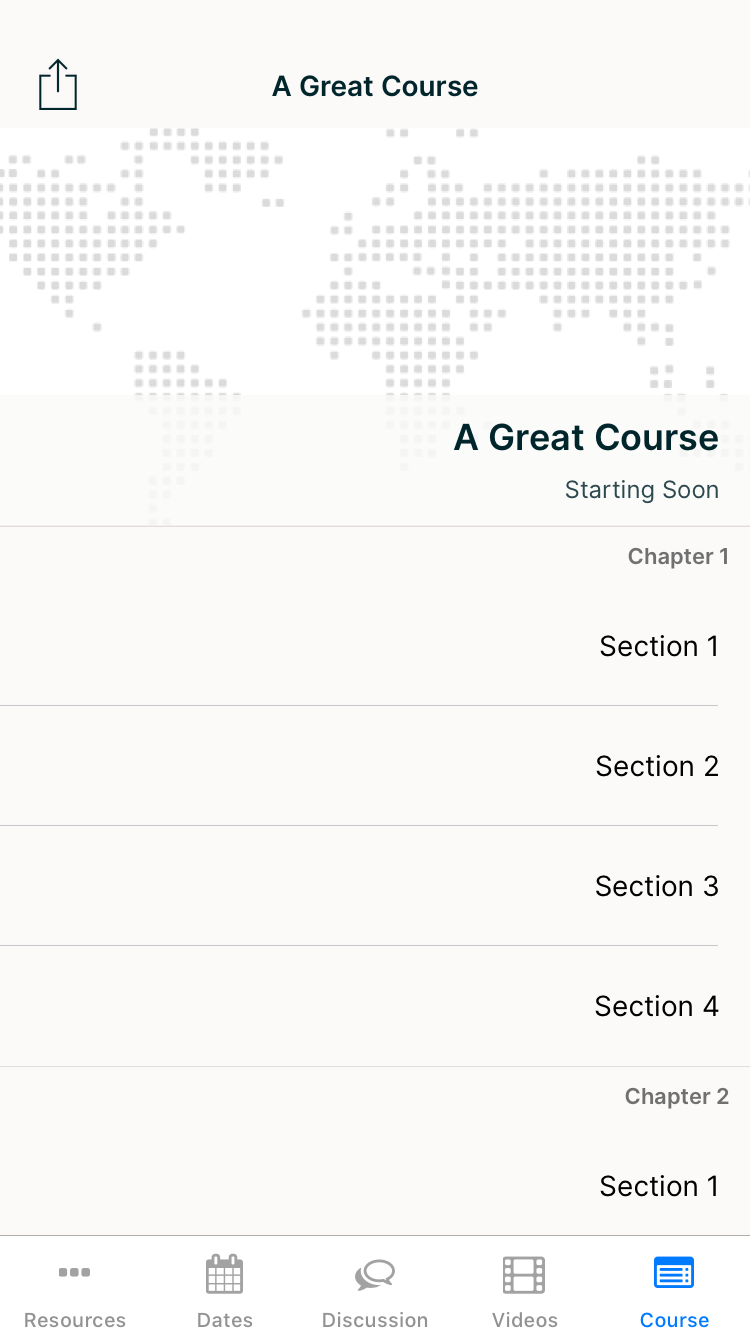 A Great Course
A Great Course
Starting Soon
Chapter 1
Section 1
Section 2
Section 3
Section 4
Chapter 2
Section 1
Resources
Dates
Discussion
Videos
Course